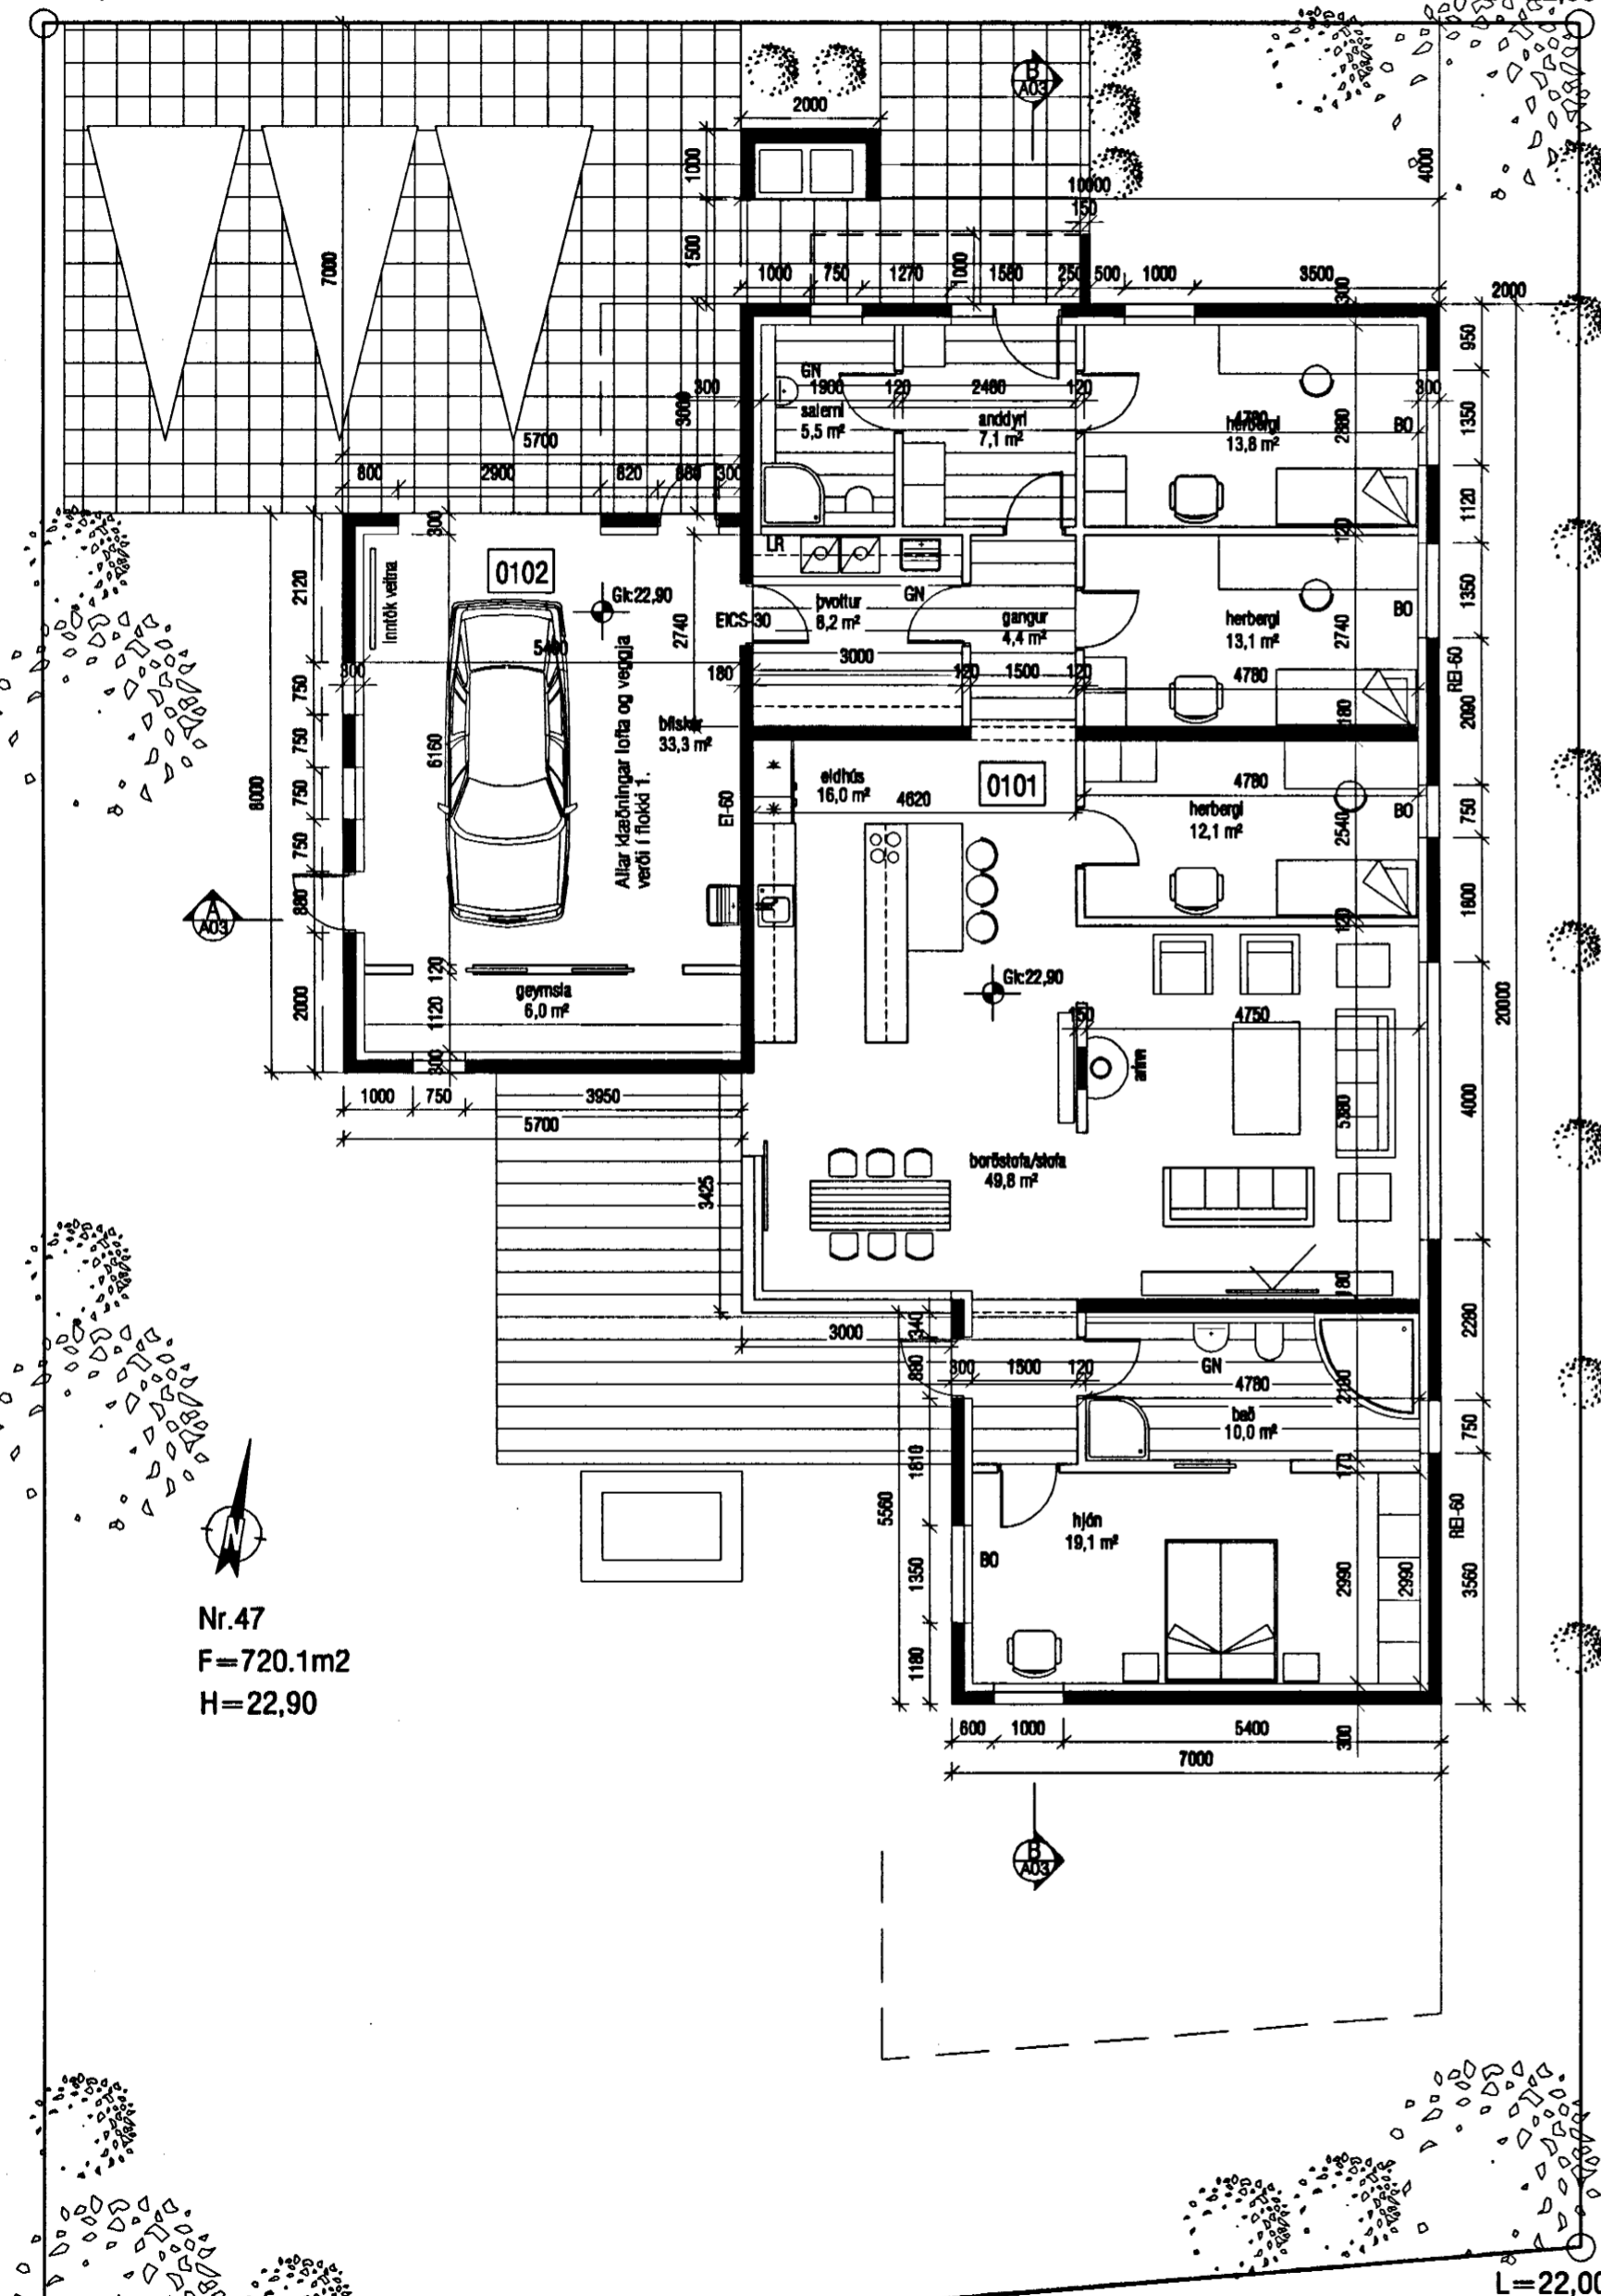 B
A03
2000
1000
4000
10000
150
7000
1500
1000
1000
750
1270
1580
250
500
1000
3500
300
2000
950
GN
300
1900
120
2460
120
300
salerni
5,5 m²
anddyri
7,1 m²
4780
herbergi
13,8 m²
2880
BO
1350
3000
5700
800
2900
820
880
300
1120
300
120
LR
0102
Inntök veitna
Gk:22,90
2120
GN
EICS-30
þvottur
8,2 m²
gangur
4,4 m²
herbergi
13,1 m²
2740
BO
1350
2740
5400
3000
300
180
120
1500
120
4780
REI-60
750
180
2090
bílskúr
33,3 m²
Allar klæðningar lofta og veggja
verði í flokki 1.
6160
750
8000
750
EI-60
eldhús
16,0 m²
4620
0101
4780
herbergi
12,1 m²
2540
BO
750
750
880
1800
A
A03
120
120
geymsla
6,0 m²
1120
2000
300
Gk:22,90
150
4750
20000
arinn
1000
750
3950
5700
5380
4000
3425
borðstofa/stofa
49,8 m²
180
2280
3000
340
880
300
1500
120
GN
4780
2180
bað
10,0 m²
750
1810
170
5560
hjón
19,1 m²
REI-60
BO
1350
2990
2990
3560
1180
N
Nr.47
F=720.1m2
H=22,90
600
1000
5400
300
7000
B
A03
L=22,00